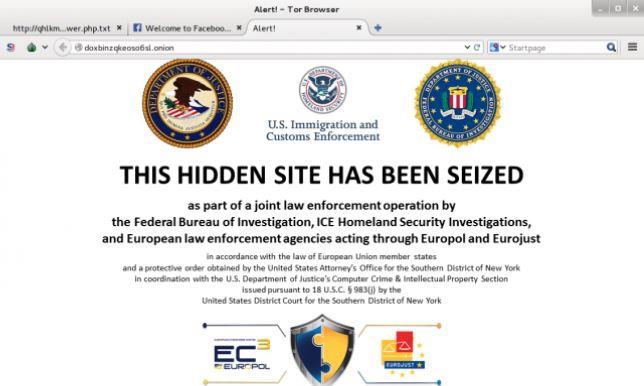 Alert! – Tor Browser
http://qhlkm...wer.php.txt
Welcome to Faceboo...
Alert!
doxbinzqkeoso6sl.onion
Startpage
DEPARTMENT OF JUSTICE
U.S. DEPARTMENT OF HOMELAND SECURITY
DEPARTMENT OF JUSTICE
FEDERAL BUREAU OF INVESTIGATION
U.S. Immigration and
Customs Enforcement
THIS HIDDEN SITE HAS BEEN SEIZED
as part of a joint law enforcement operation by
the Federal Bureau of Investigation, ICE Homeland Security Investigations,
and European law enforcement agencies acting through Europol and Eurojust
in accordance with the law of European Union member states
and a protective order obtained by the United States Attorney's Office for the Southern District of New York
in coordination with the U.S. Department of Justice's Computer Crime & Intellectual Property Section
issued pursuant to 18 U.S.C. § 983(j) by the
United States District Court for the Southern District of New York
EC3
EUROPOL
EUROJUST